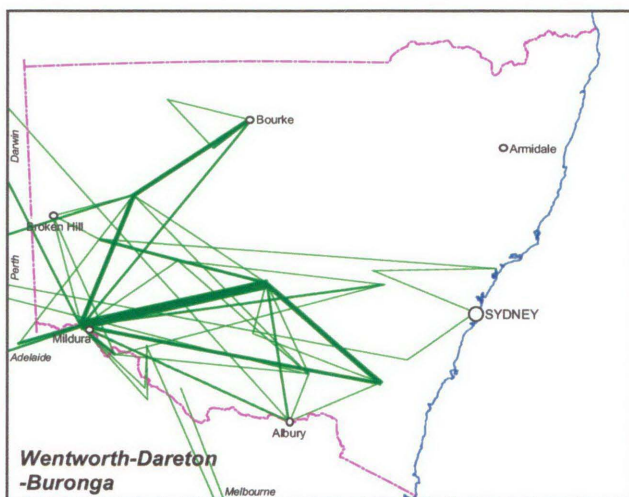 Bourke
Armidale
Darwin
Broken Hill
Perth
SYDNEY
Mildura
Adelaide
Albury
Wentworth-Dareton
-Buronga
Melbourne